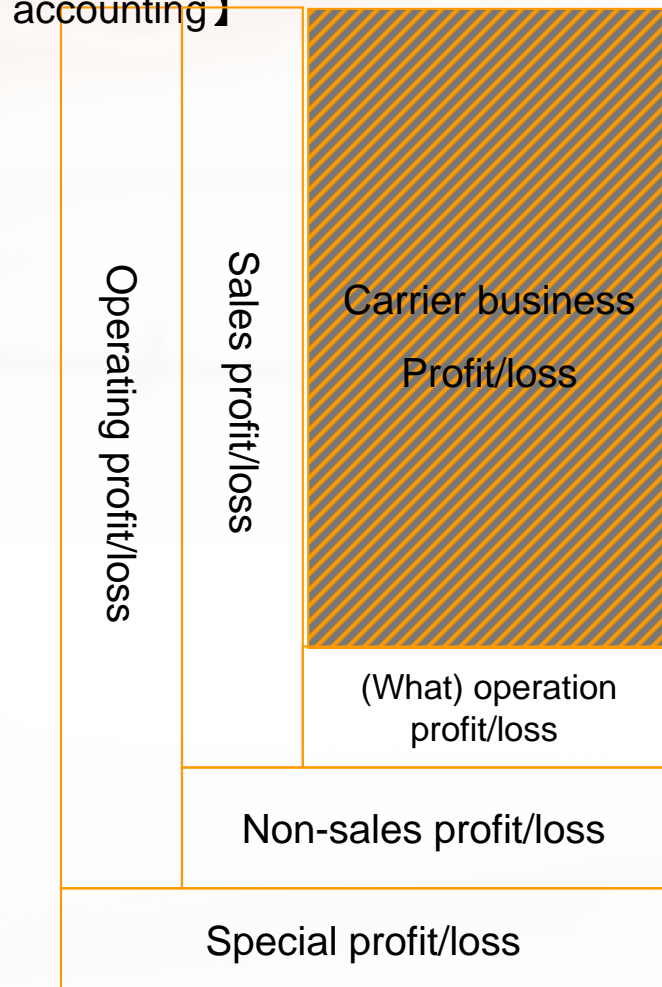 accounting】
Operating profit/loss
Sales profit/loss
Carrier business
Profit/loss
(What) operation
profit/loss
Non-sales profit/loss
Special profit/loss